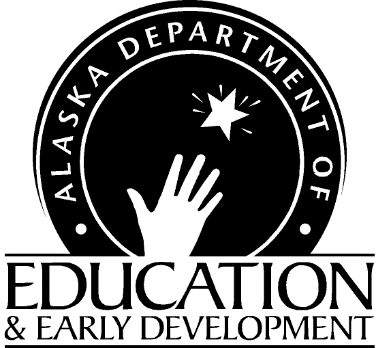 • ALASKA DEPARTMENT OF •
EDUCATION
& EARLY DEVELOPMENT